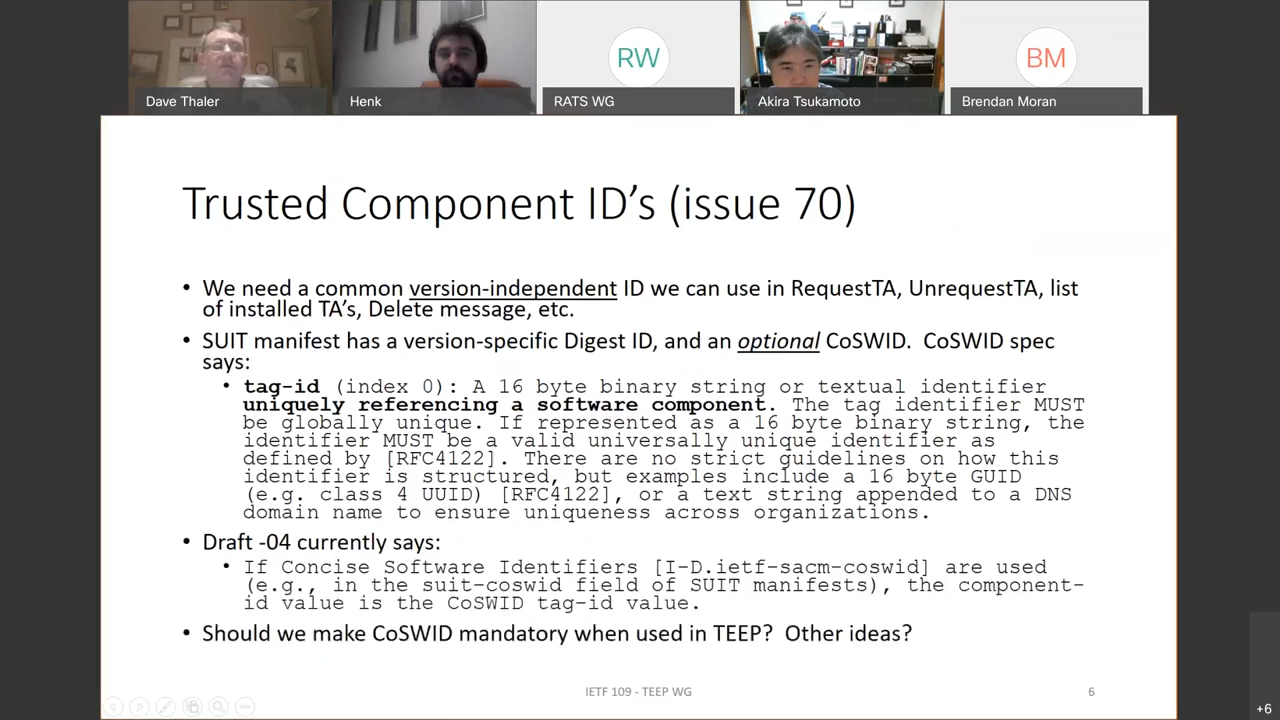 RW
BM
Dave Thaler
Henk
RATS WG
Akira Tsukamoto
Brendan Moran
Trusted Component ID’s (issue 70)
• We need a common version-independent ID we can use in RequestTA, UnrequestTA, list
of installed TA’s, Delete message, etc.
• SUIT manifest has a version-specific Digest ID, and an optional CoSWID. CoSWID spec
says:
• tag-id (index 0): A 16 byte binary string or textual identifier
uniquely referencing a software component. The tag identifier MUST
be globally unique. If represented as a 16 byte binary string, the
identifier MUST be a valid universally unique identifier as
defined by [RFC4122]. There are no strict guidelines on how this
identifier is structured, but examples include a 16 byte GUID
(e.g. class 4 UUID) [RFC4122], or a text string appended to a DNS
domain name to ensure uniqueness across organizations.
• Draft -04 currently says:
• If Concise Software Identifiers [I-D.ietf-sacm-coswid] are used
(e.g., in the suit-coswid field of SUIT manifests), the component-
id value is the CoSWID tag-id value.
• Should we make CoSWID mandatory when used in TEEP? Other ideas?
IETF 109 - TEEP WG
6
+6